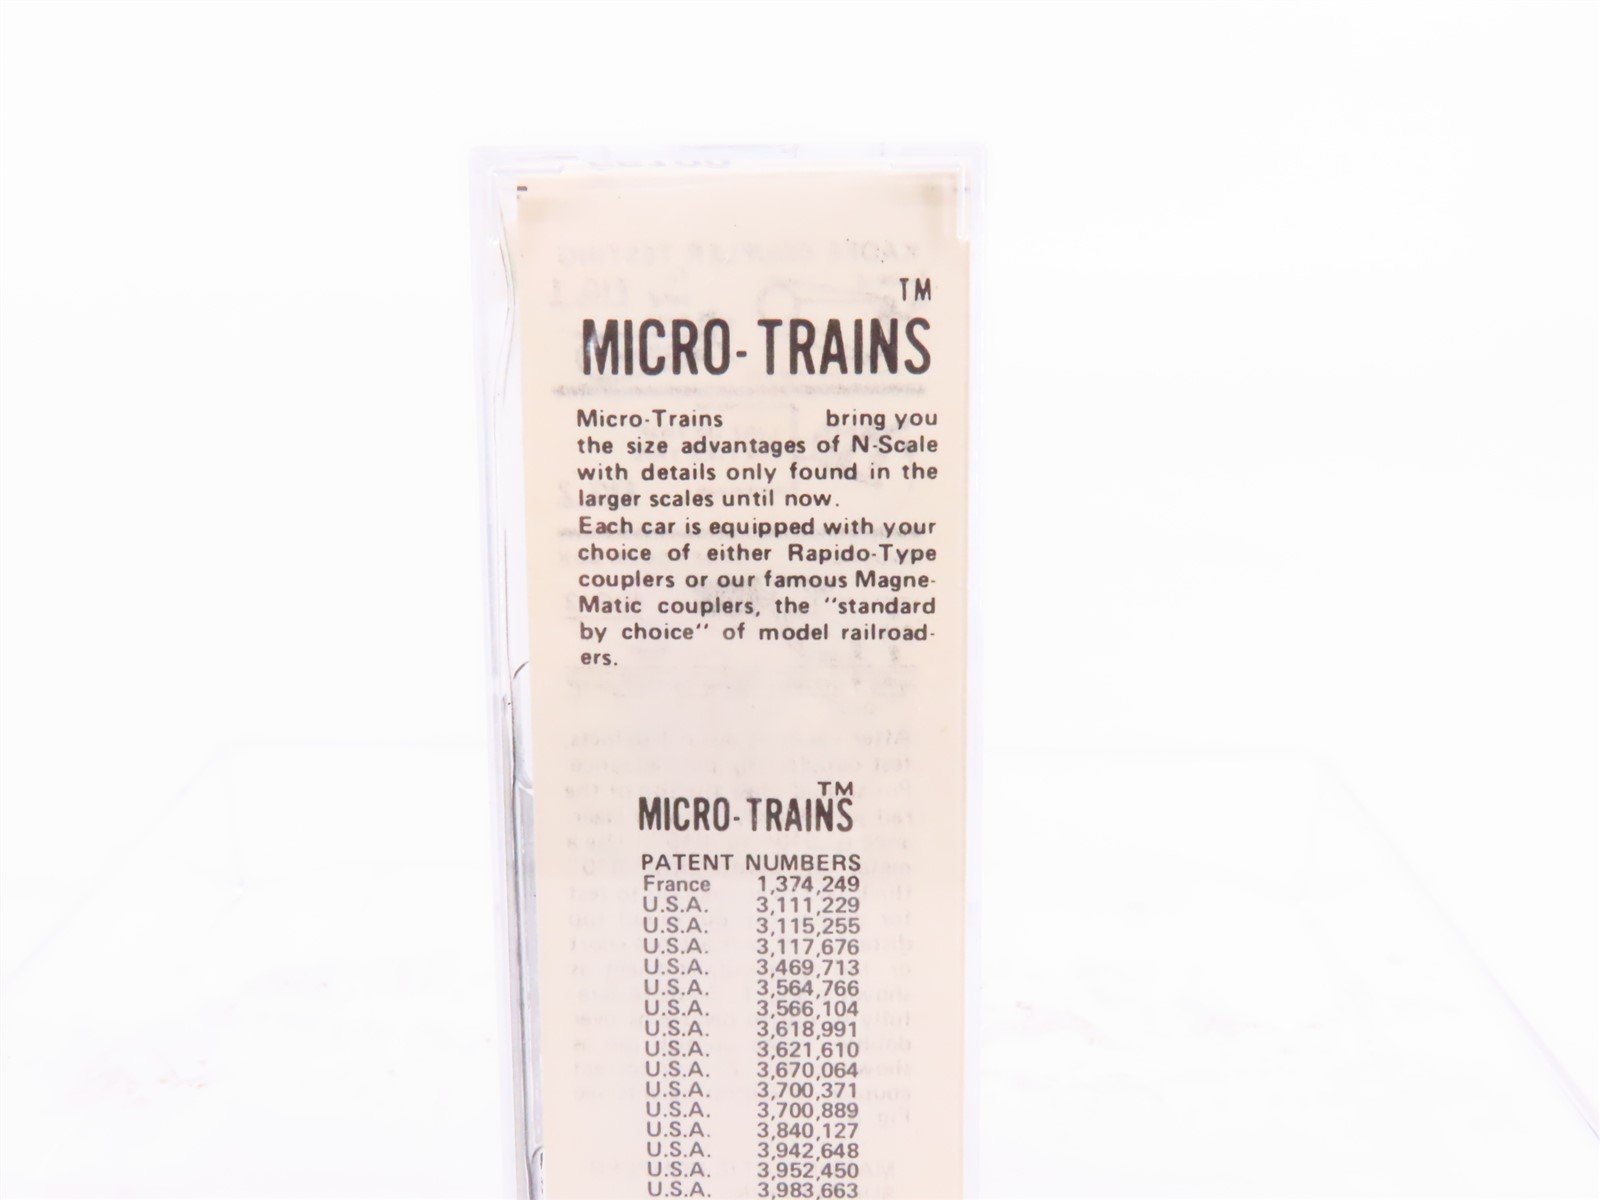 TM
MICRO-TRAINS
Micro-Trains bring you
the size advantages of N-Scale
with details only found in the
larger scales until now.
Each car is equipped with your
choice of either Rapido-Type
couplers or our famous Magne-
Matic couplers, the "standard
by choice" of model railroad-
ers.
TM
MICRO-TRAINS
PATENT NUMBERS
France 1,374,249
U.S.A. 3,111,229
U.S.A. 3,115,255
U.S.A. 3,117,676
U.S.A. 3,469,713
U.S.A. 3,564,766
U.S.A. 3,566,104
U.S.A. 3,618,991
U.S.A. 3,621,610
U.S.A. 3,670,064
U.S.A. 3,700,371
U.S.A. 3,700,889
U.S.A. 3,840,127
U.S.A. 3,942,648
U.S.A. 3,952,450
U.S.A. 3,983,663